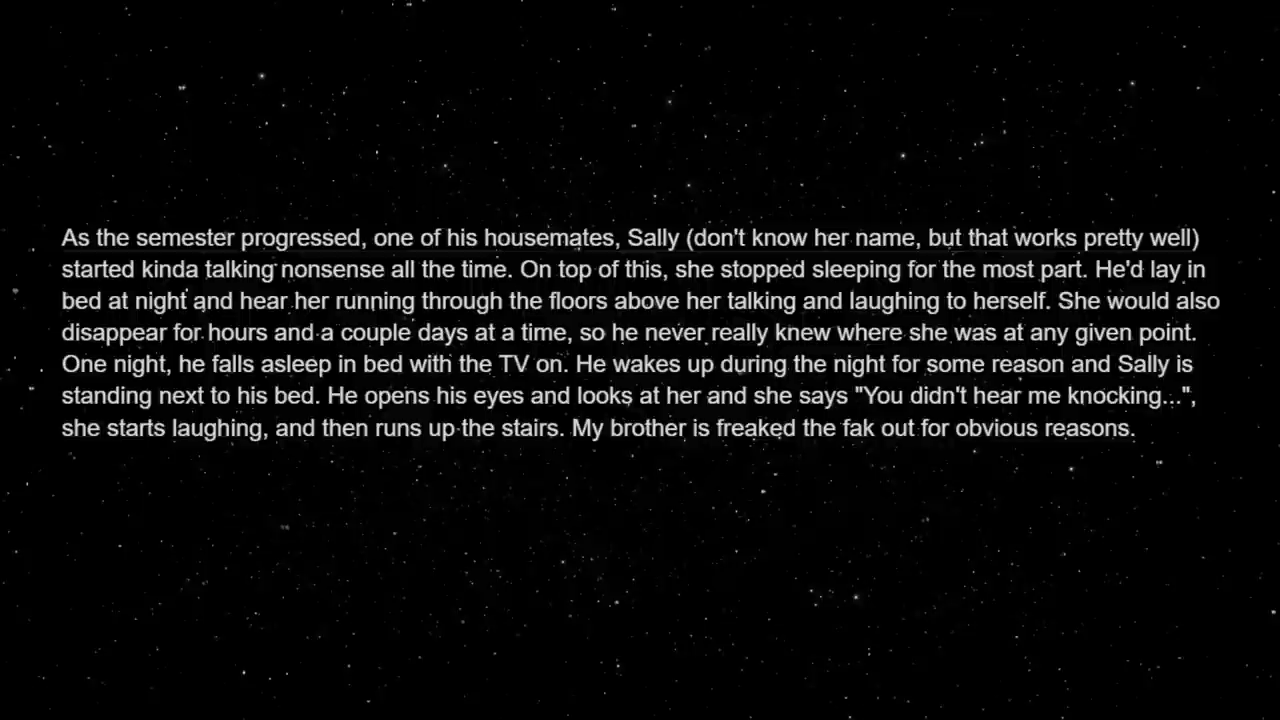 As the semester progressed, one of his housemates, Sally (don't know her name, but that works pretty well)
started kinda talking nonsense all the time. On top of this, she stopped sleeping for the most part. He'd lay in
bed at night and hear her running through the floors above her talking and laughing to herself. She would also
disappear for hours and a couple days at a time, so he never really knew where she was at any given point.
One night, he falls asleep in bed with the TV on. He wakes up during the night for some reason and Sally is
standing next to his bed. He opens his eyes and looks at her and she says "You didn't hear me knocking...",
she starts laughing, and then runs up the stairs. My brother is freaked the fak out for obvious reasons.